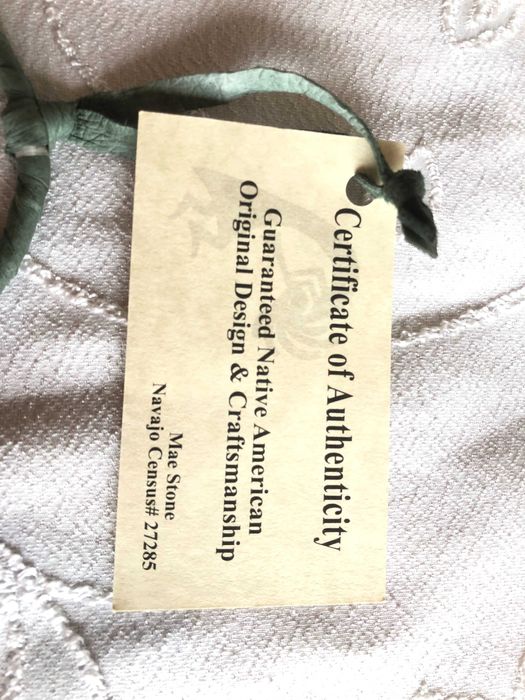 Certificate of Authenticity
Guaranteed Native American
Original Design & Craftsmanship
Mae Stone
Navajo Census# 27285